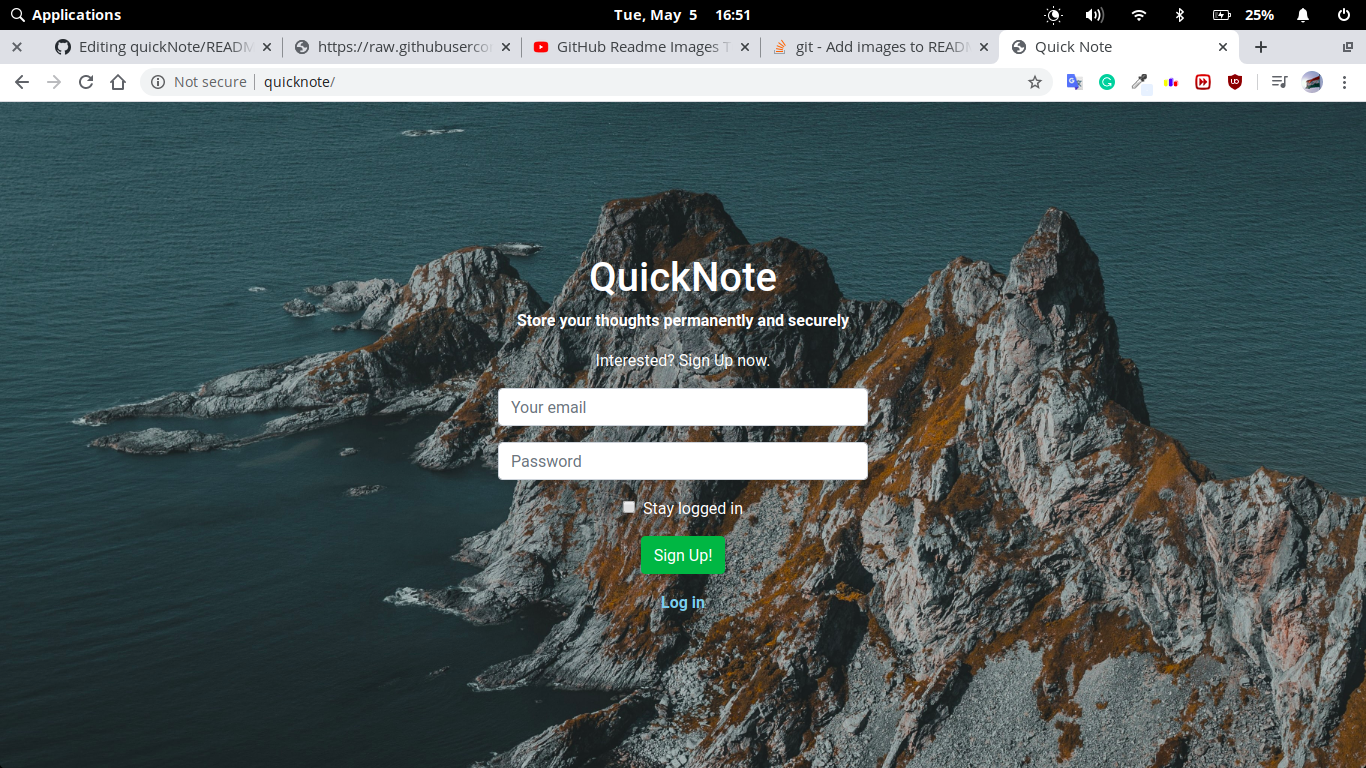 Applications
Tue, May 5 16:51
25%
Editing quickNote/READM
https://raw.githubuserco
GitHub Readme Images T
git - Add images to READM
Quick Note
Not secure
quicknote/
QuickNote
Store your thoughts permanently and securely
Interested? Sign Up now.
Your email
Password
Stay logged in
Sign Up!
Log in